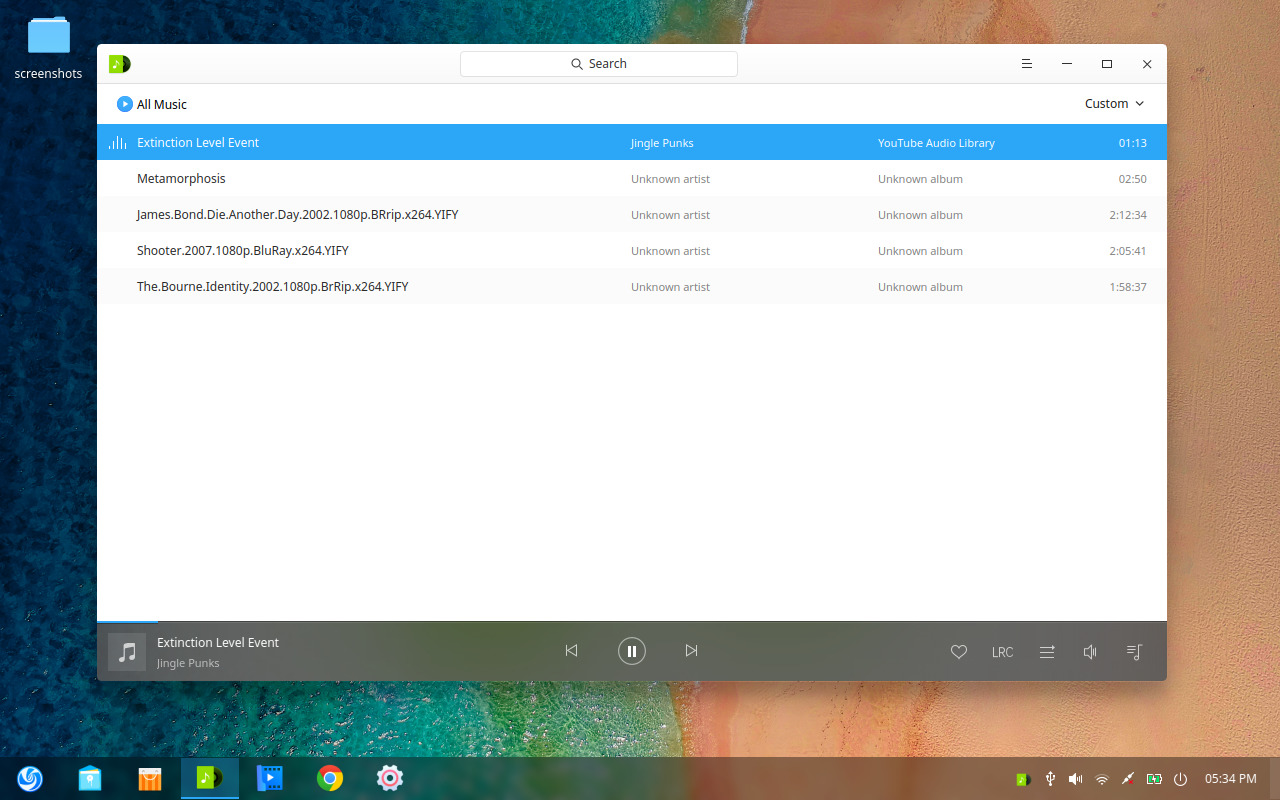 screenshots
Search
All Music
Custom
Extinction Level Event Jingle Punks YouTube Audio Library 01:13
Metamorphosis Unknown artist Unknown album 02:50
James.Bond.Die.Another.Day.2002.1080p.BRrip.x264.YIFY Unknown artist Unknown album 2:12:34
Shooter.2007.1080p.BluRay.x264.YIFY Unknown artist Unknown album 2:05:41
The.Bourne.Identity.2002.1080p.BrRip.x264.YIFY Unknown artist Unknown album 1:58:37
Extinction Level Event
Jingle Punks
LRC
05:34 PM